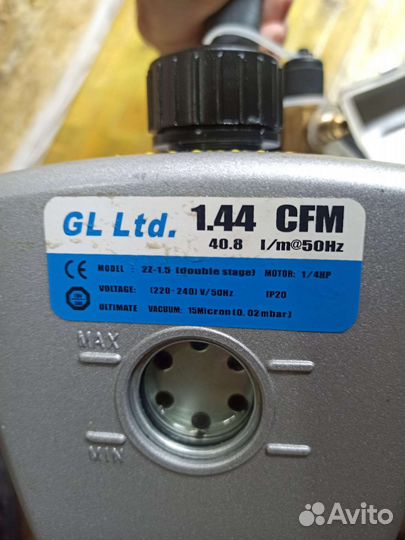 GL Ltd. 1.44 CFM
40.8 l/m@50Hz
CE MODEL : 2Z-1.5 (double stage) MOTOR: 1/4HP
VOLTAGE: (220-240) V/50Hz IP20
ULTIMATE VACUUM: 15Micron(0.02mbar)
MAX
MIN
Avito